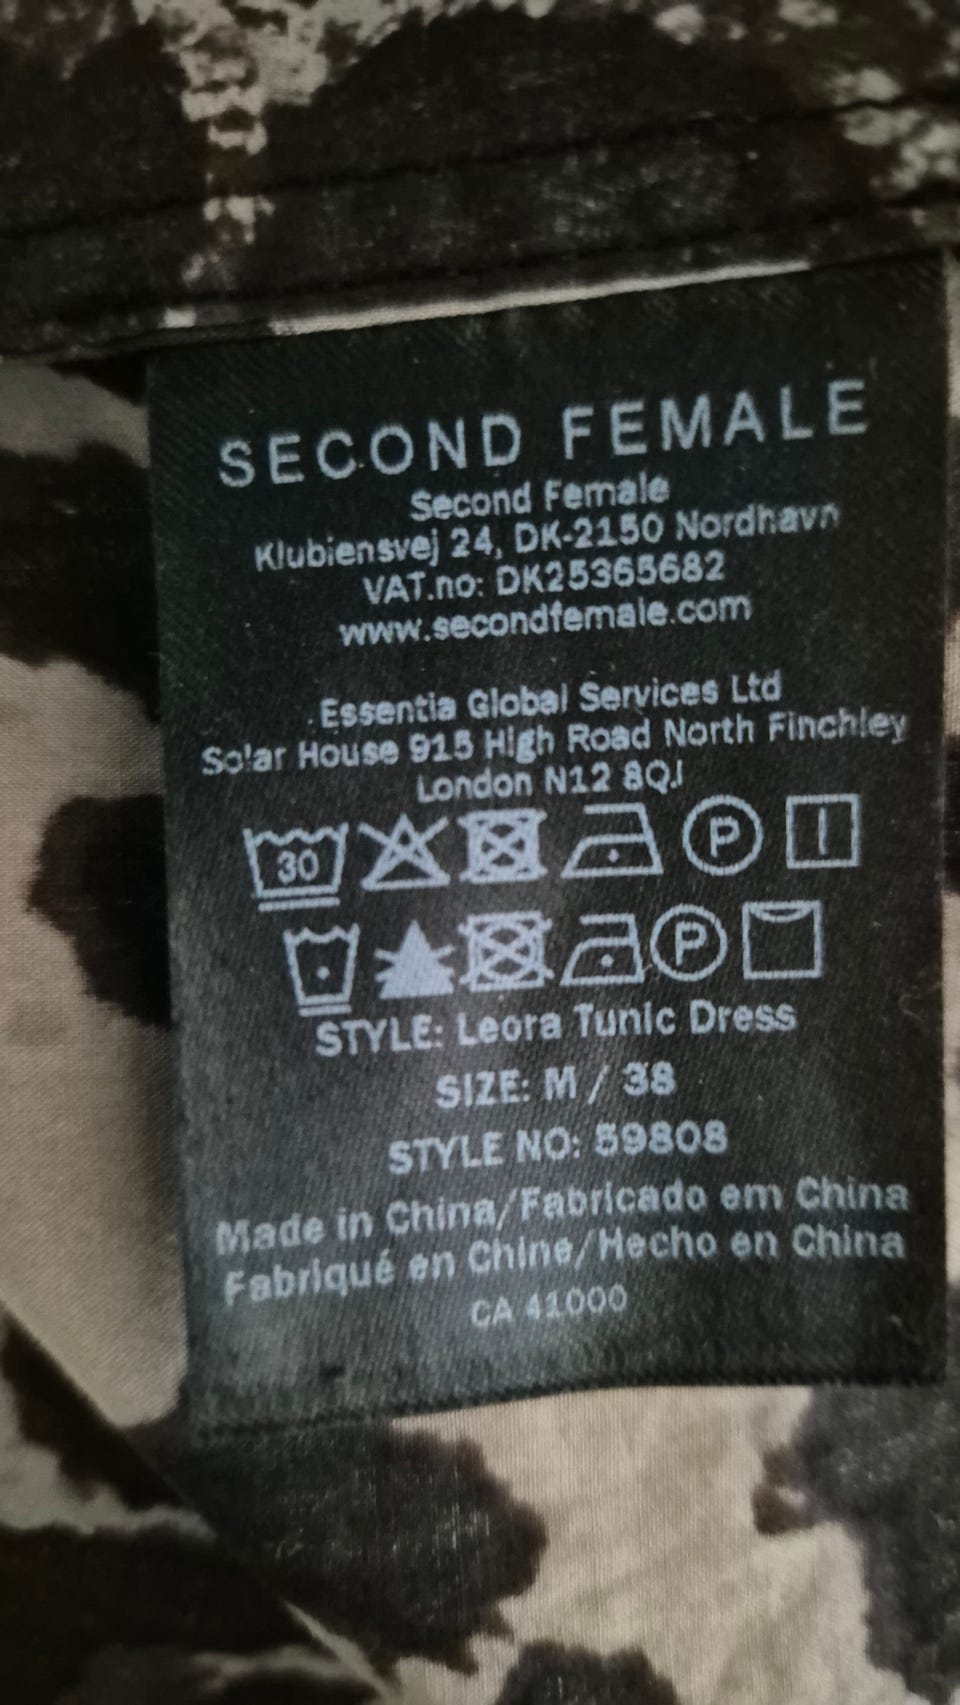 SECOND FEMALE
Second Female
Klubiensvej 24, DK-2150 Nordhavn
VAT.no: DK25365682
www.secondfemale.com
Essentia Global Services Ltd
Solar House 915 High Road North Finchley
London N12 8QJ
30 P
P
STYLE: Leora Tunic Dress
SIZE: M / 38
STYLE NO: 59808
Made in China/Fabricado em China
Fabriqué en Chine/Hecho en China
CA 41000